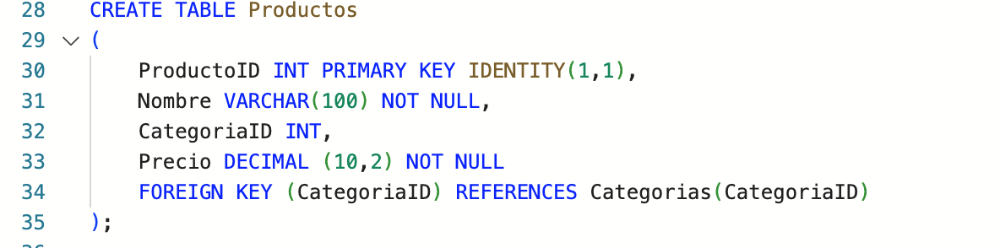 28 CREATE TABLE Productos
29 (
30 ProductoID INT PRIMARY KEY IDENTITY(1,1),
31 Nombre VARCHAR(100) NOT NULL,
32 CategoriaID INT,
33 Precio DECIMAL (10,2) NOT NULL
34 FOREIGN KEY (CategoriaID) REFERENCES Categorias(CategoriaID)
35 );